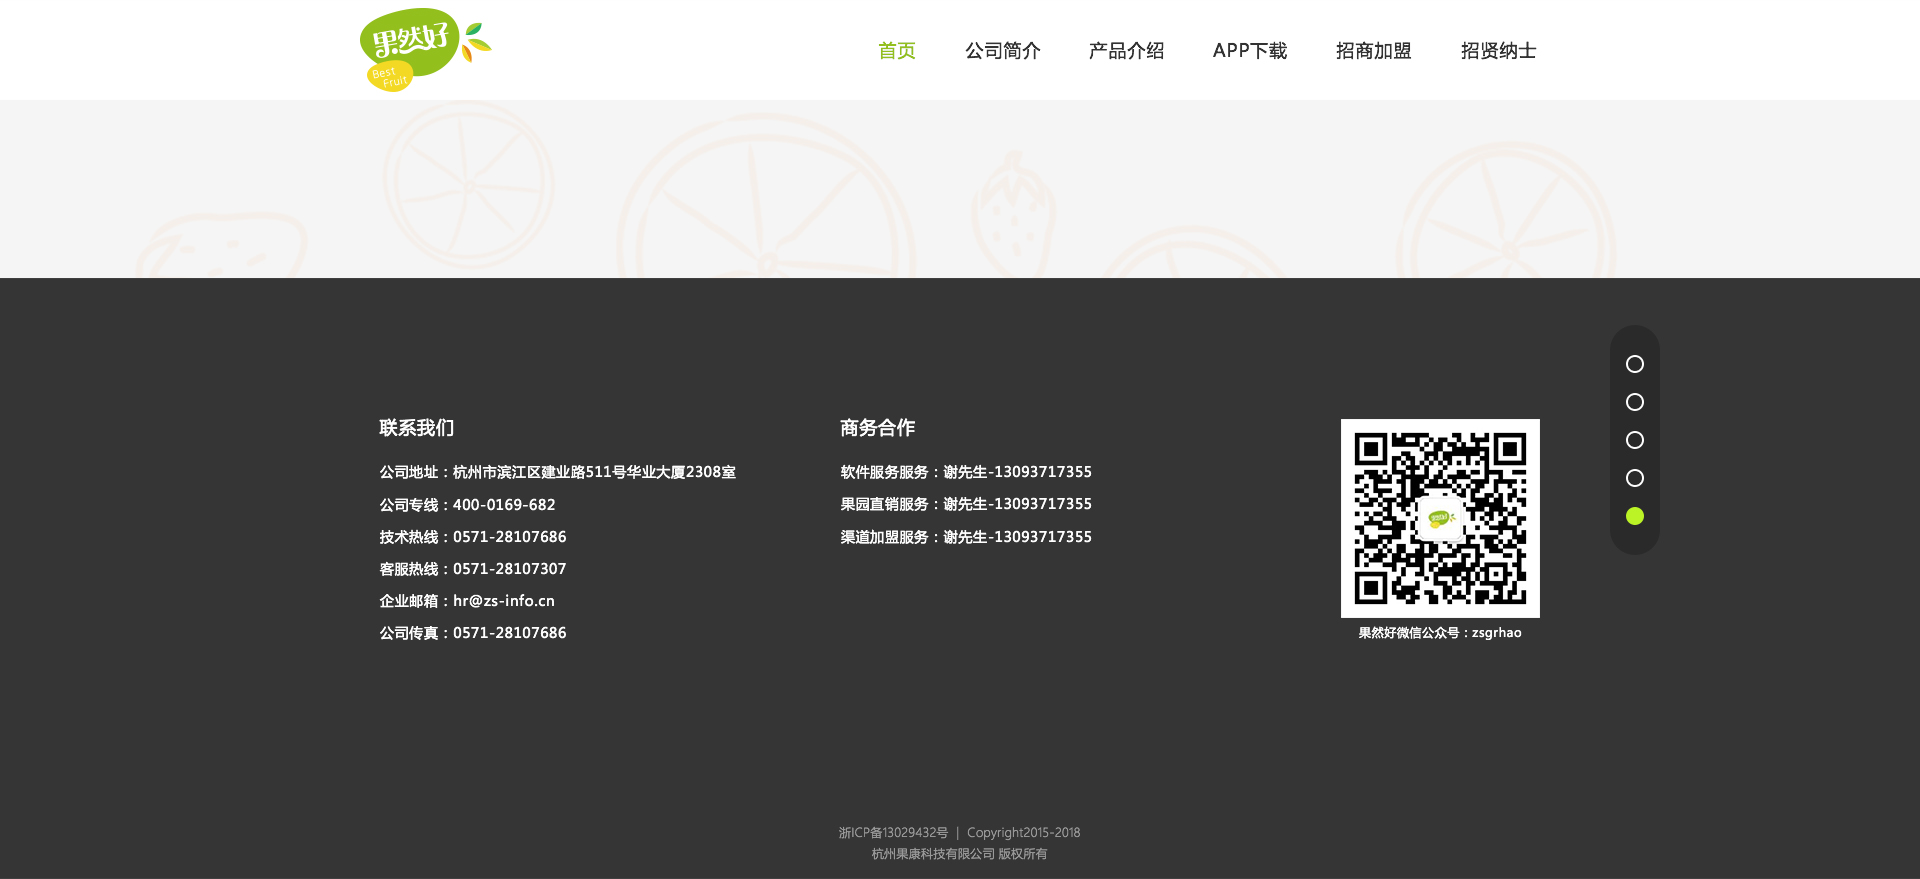 果然好
Best
Fruit
首页 公司简介 产品介绍 APP下载 招商加盟 招贤纳士
联系我们
公司地址：杭州市滨江区建业路511号华业大厦2308室
公司专线：400-0169-682
技术热线：0571-28107686
客服热线：0571-28107307
企业邮箱：hr@zs-info.cn
公司传真：0571-28107686
商务合作
软件服务服务：谢先生-13093717355
果园直销服务：谢先生-13093717355
渠道加盟服务：谢先生-13093717355
果然好微信公众号：zsgrhao
浙ICP备13029432号 | Copyright2015-2018
杭州果康科技有限公司 版权所有